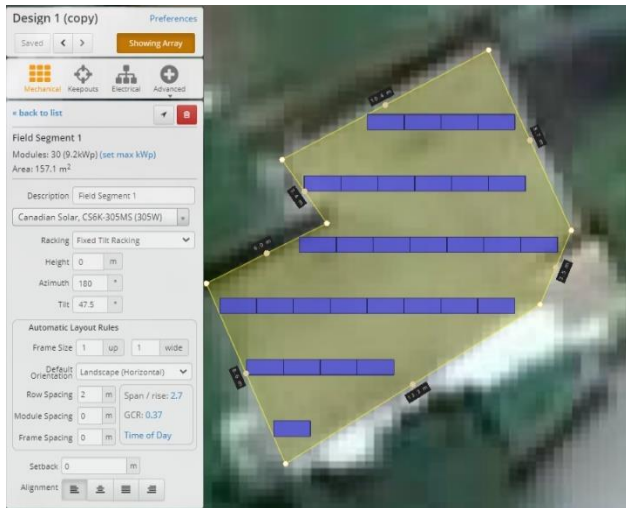 Design 1 (copy) Preferences
Saved < > Showing Array
Mechanical Keepouts Electrical Advanced
« back to list
Field Segment 1
Modules: 30 (9.2kWp) (set max kWp)
Area: 157.1 m²
Description Field Segment 1
Canadian Solar, CS6K-305MS (305W)
Racking Fixed Tilt Racking
Height 0 m
Azimuth 180 °
Tilt 47.5 °
Automatic Layout Rules
Frame Size 1 up 1 wide
Default Orientation Landscape (Horizontal)
Row Spacing 2 m Span / rise: 2.7
Module Spacing 0 m GCR: 0.37
Frame Spacing 0 m Time of Day
Setback 0 m
Alignment